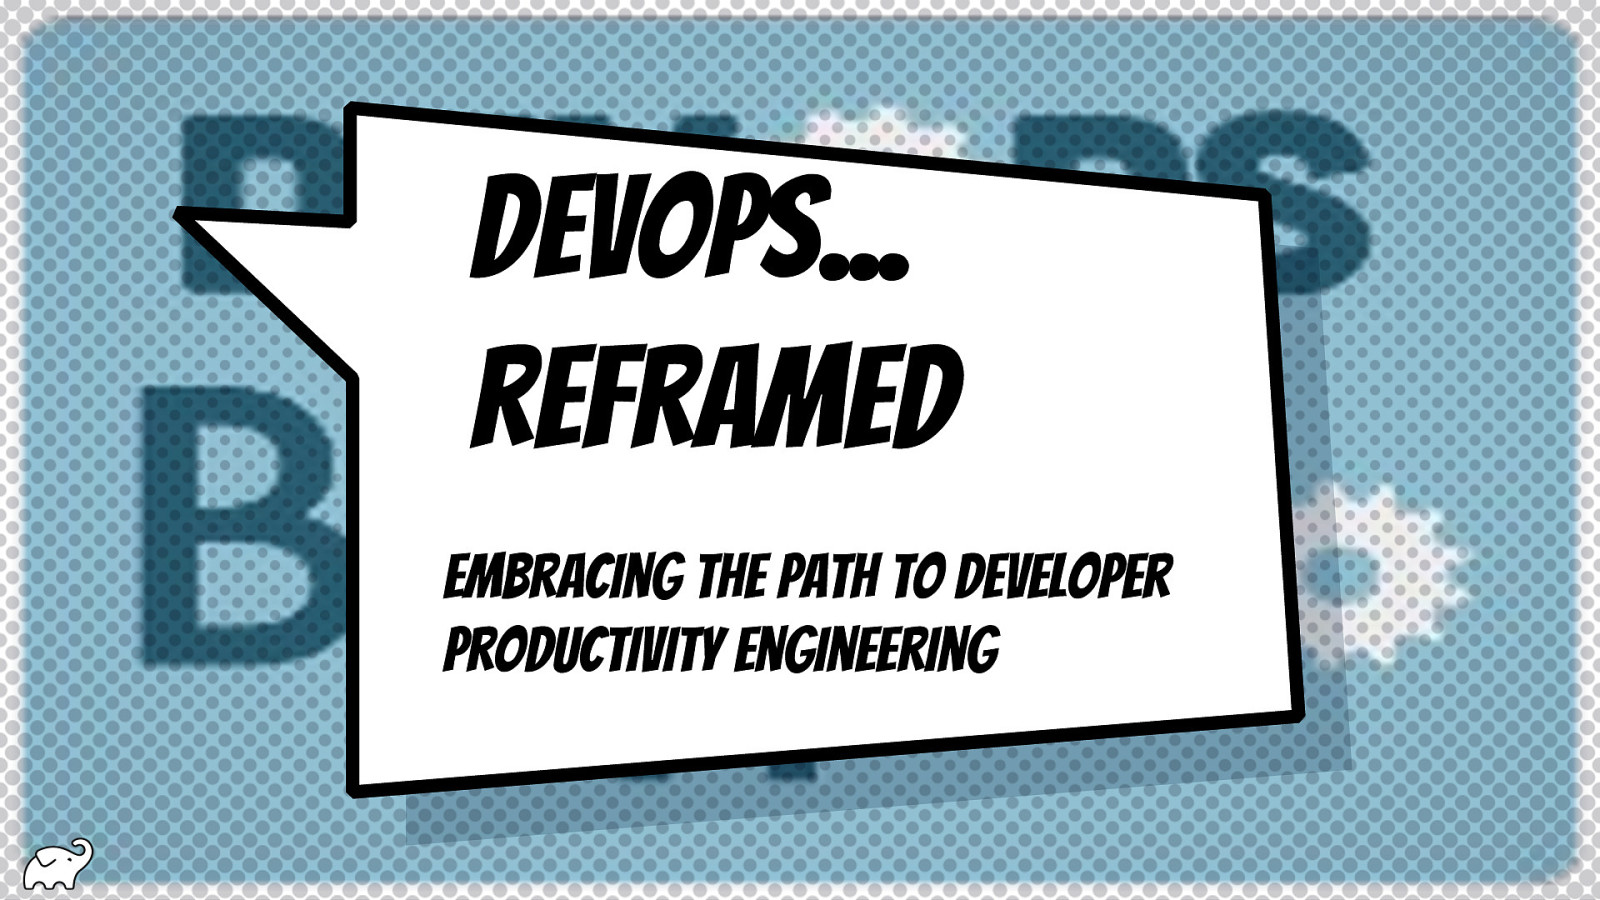 DEVOPS...
REFRAMED
EMBRACING THE PATH TO DEVELOPER
PRODUCTIVITY ENGINEERING